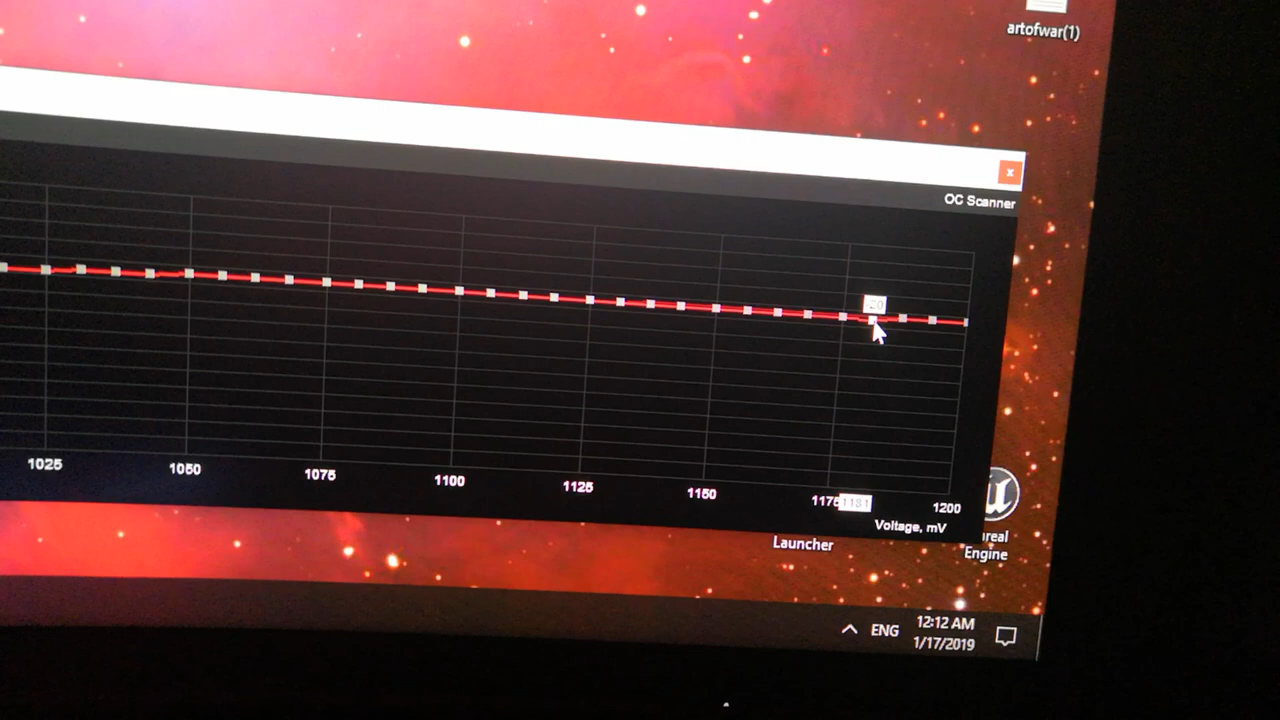 artofwar(1)
x
OC Scanner
1025
1050
1075
1100
1125
1150
1175
1181
1200
Voltage, mV
Launcher
Engine
ENG
12:12 AM
1/17/2019